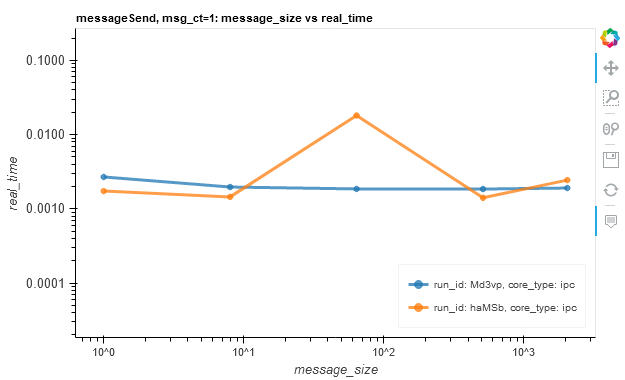 messageSend, msg_ct=1: message_size vs real_time
0.1000
0.0100
0.0010
0.0001
real_time
10^0
10^1
10^2
10^3
message_size
run_id: Md3vp, core_type: ipc
run_id: haMSb, core_type: ipc